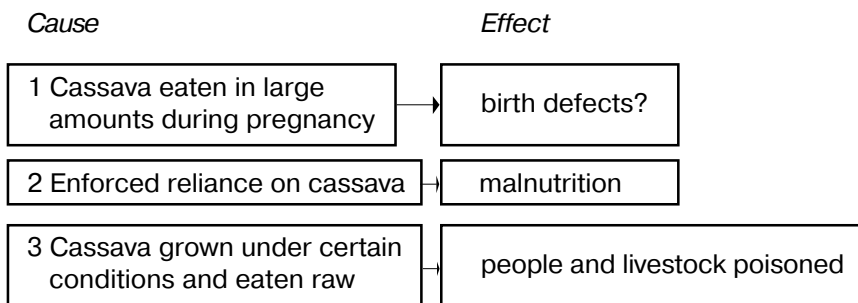 Cause Effect
1 Cassava eaten in large
amounts during pregnancy
birth defects?
2 Enforced reliance on cassava
malnutrition
3 Cassava grown under certain
conditions and eaten raw
people and livestock poisoned